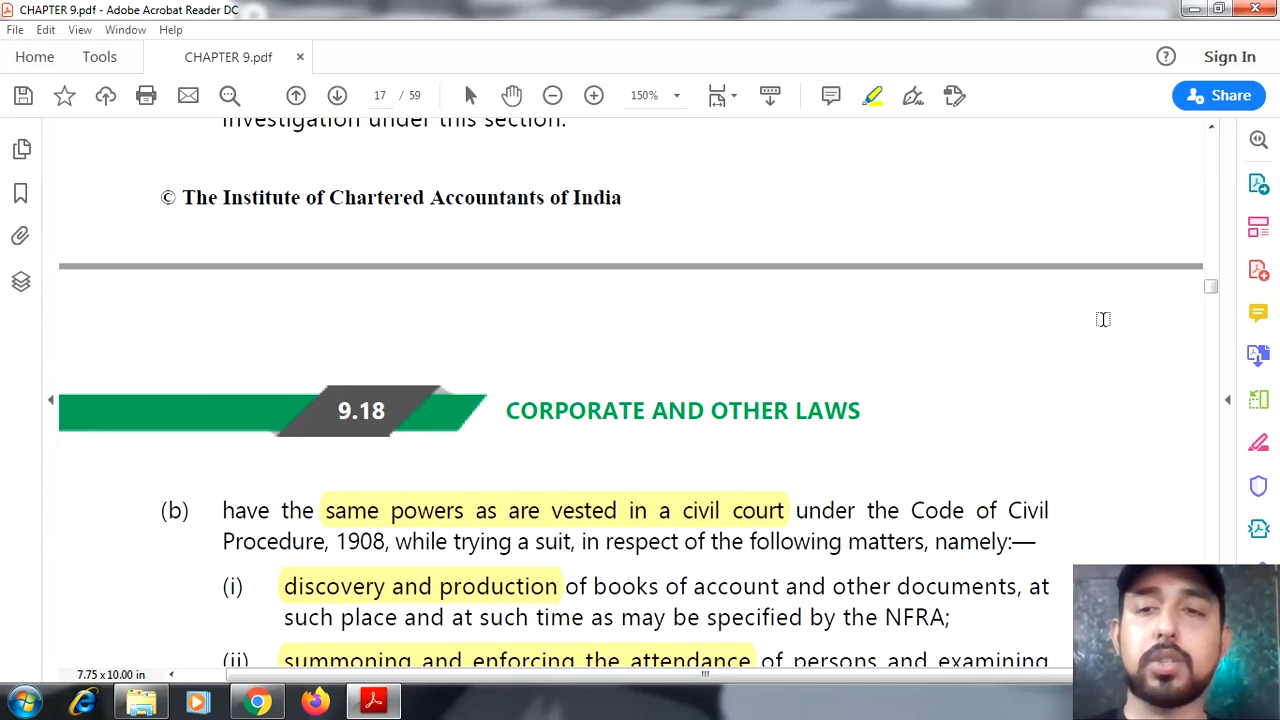 CHAPTER 9.pdf - Adobe Acrobat Reader DC
File Edit View Window Help
Home Tools CHAPTER 9.pdf × Sign In
17 / 59 150% Share
investigation under this section.
© The Institute of Chartered Accountants of India
9.18 CORPORATE AND OTHER LAWS
(b) have the same powers as are vested in a civil court under the Code of Civil
Procedure, 1908, while trying a suit, in respect of the following matters, namely:—
(i) discovery and production of books of account and other documents, at
such place and at such time as may be specified by the NFRA;
(ii) summoning and enforcing the attendance of persons and examining
7.75 x 10.00 in